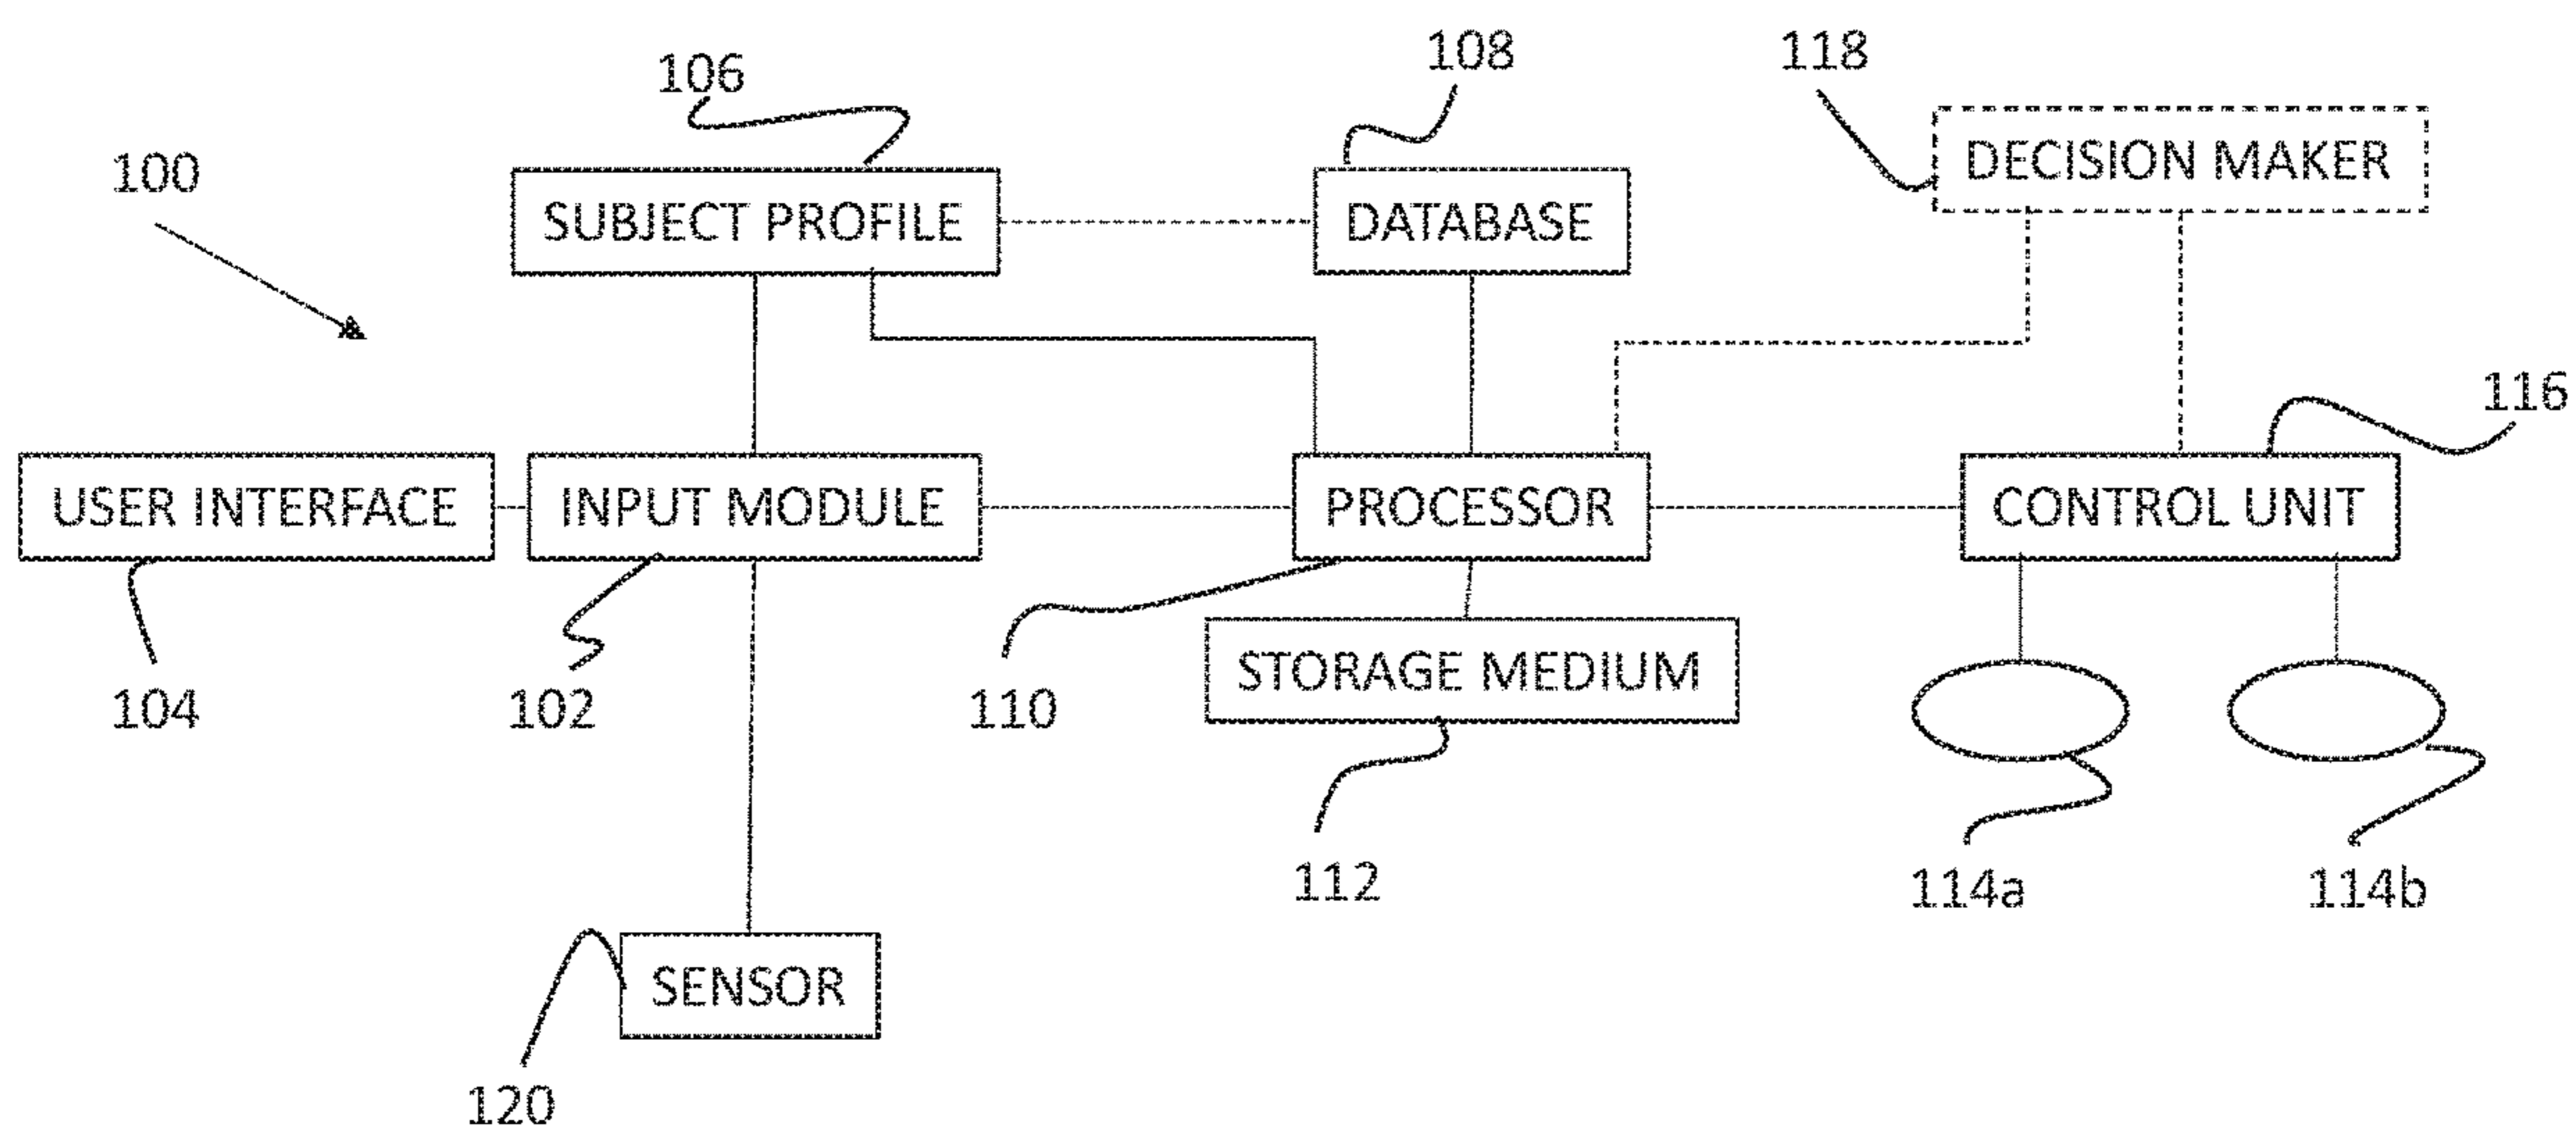 108
118
106
DECISION MAKER
100
SUBJECT PROFILE
DATABASE
116
USER INTERFACE
INPUT MODULE
PROCESSOR
CONTROL UNIT
STORAGE MEDIUM
104
102
110
112
114a
114b
SENSOR
120